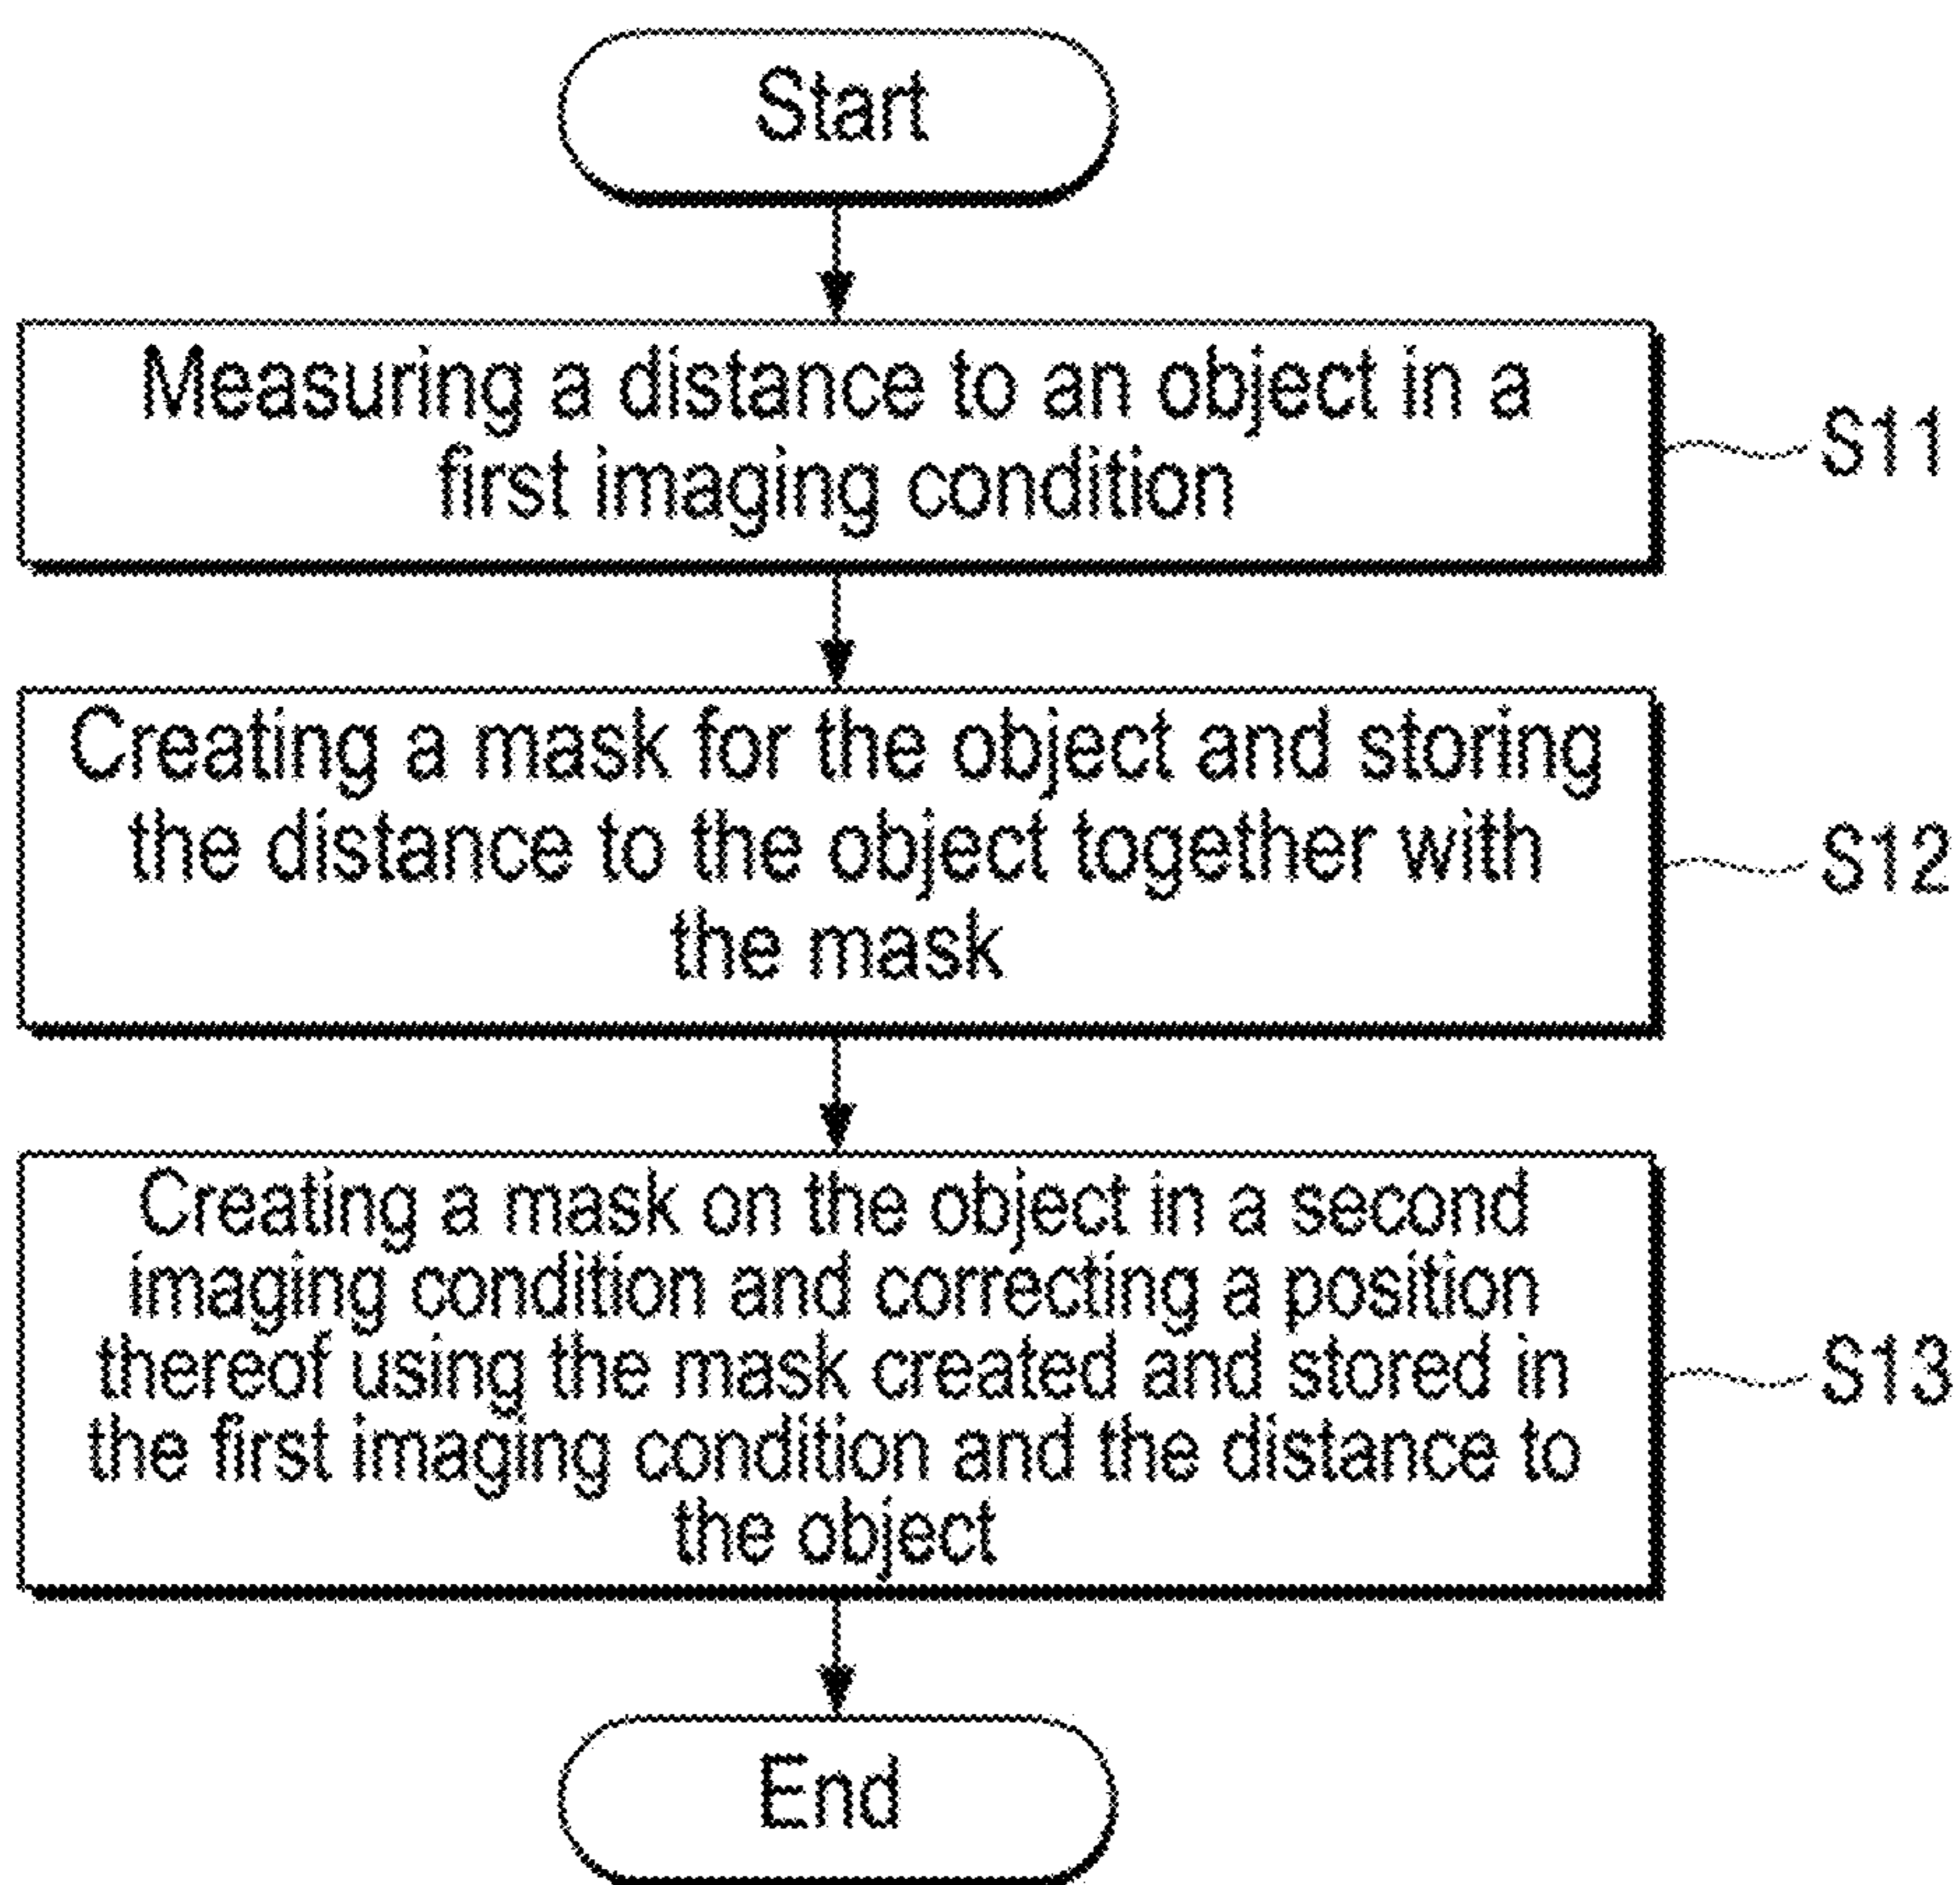 Start
Measuring a distance to an object in a
first imaging condition
S11
Creating a mask for the object and storing
the distance to the object together with
the mask
S12
Creating a mask on the object in a second
imaging condition and correcting a position
thereof using the mask created and stored in
the first imaging condition and the distance to
the object
S13
End